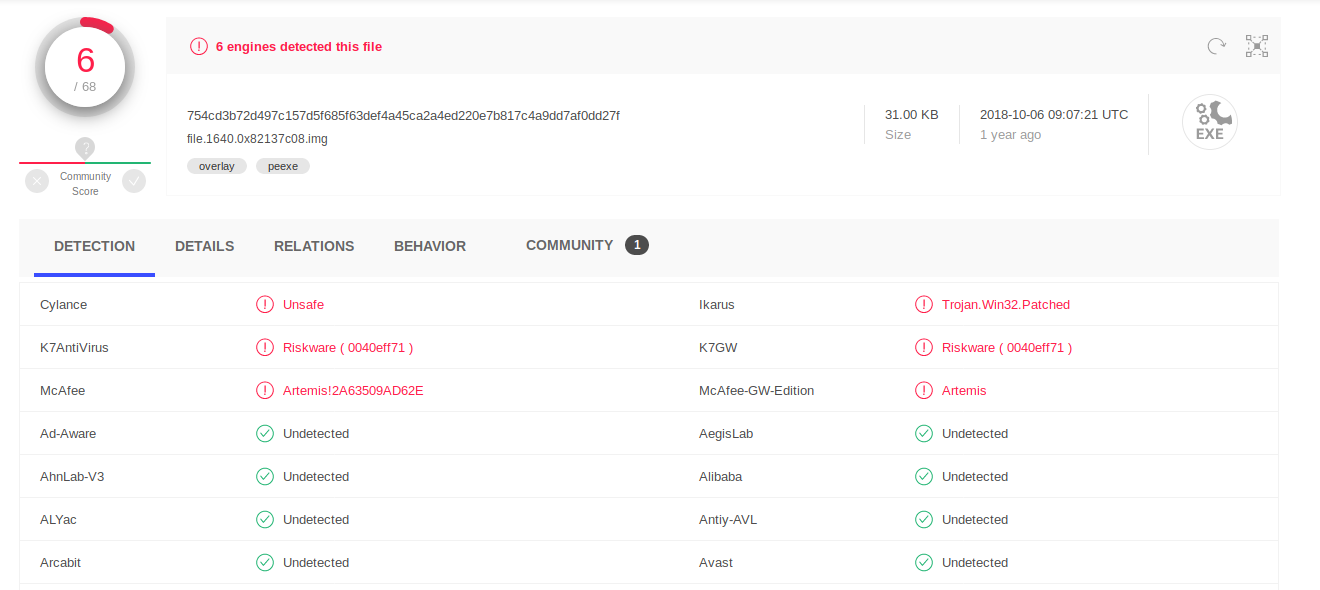 6
/ 68
?
Community
Score
6 engines detected this file
754cd3b72d497c157d5f685f63def4a45ca2a4ed220e7b817c4a9dd7af0dd27f
file.1640.0x82137c08.img
overlay peexe
31.00 KB
Size
2018-10-06 09:07:21 UTC
1 year ago
EXE
DETECTION DETAILS RELATIONS BEHAVIOR COMMUNITY 1
Cylance Unsafe Ikarus Trojan.Win32.Patched
K7AntiVirus Riskware ( 0040eff71 ) K7GW Riskware ( 0040eff71 )
McAfee Artemis!2A63509AD62E McAfee-GW-Edition Artemis
Ad-Aware Undetected AegisLab Undetected
AhnLab-V3 Undetected Alibaba Undetected
ALYac Undetected Antiy-AVL Undetected
Arcabit Undetected Avast Undetected